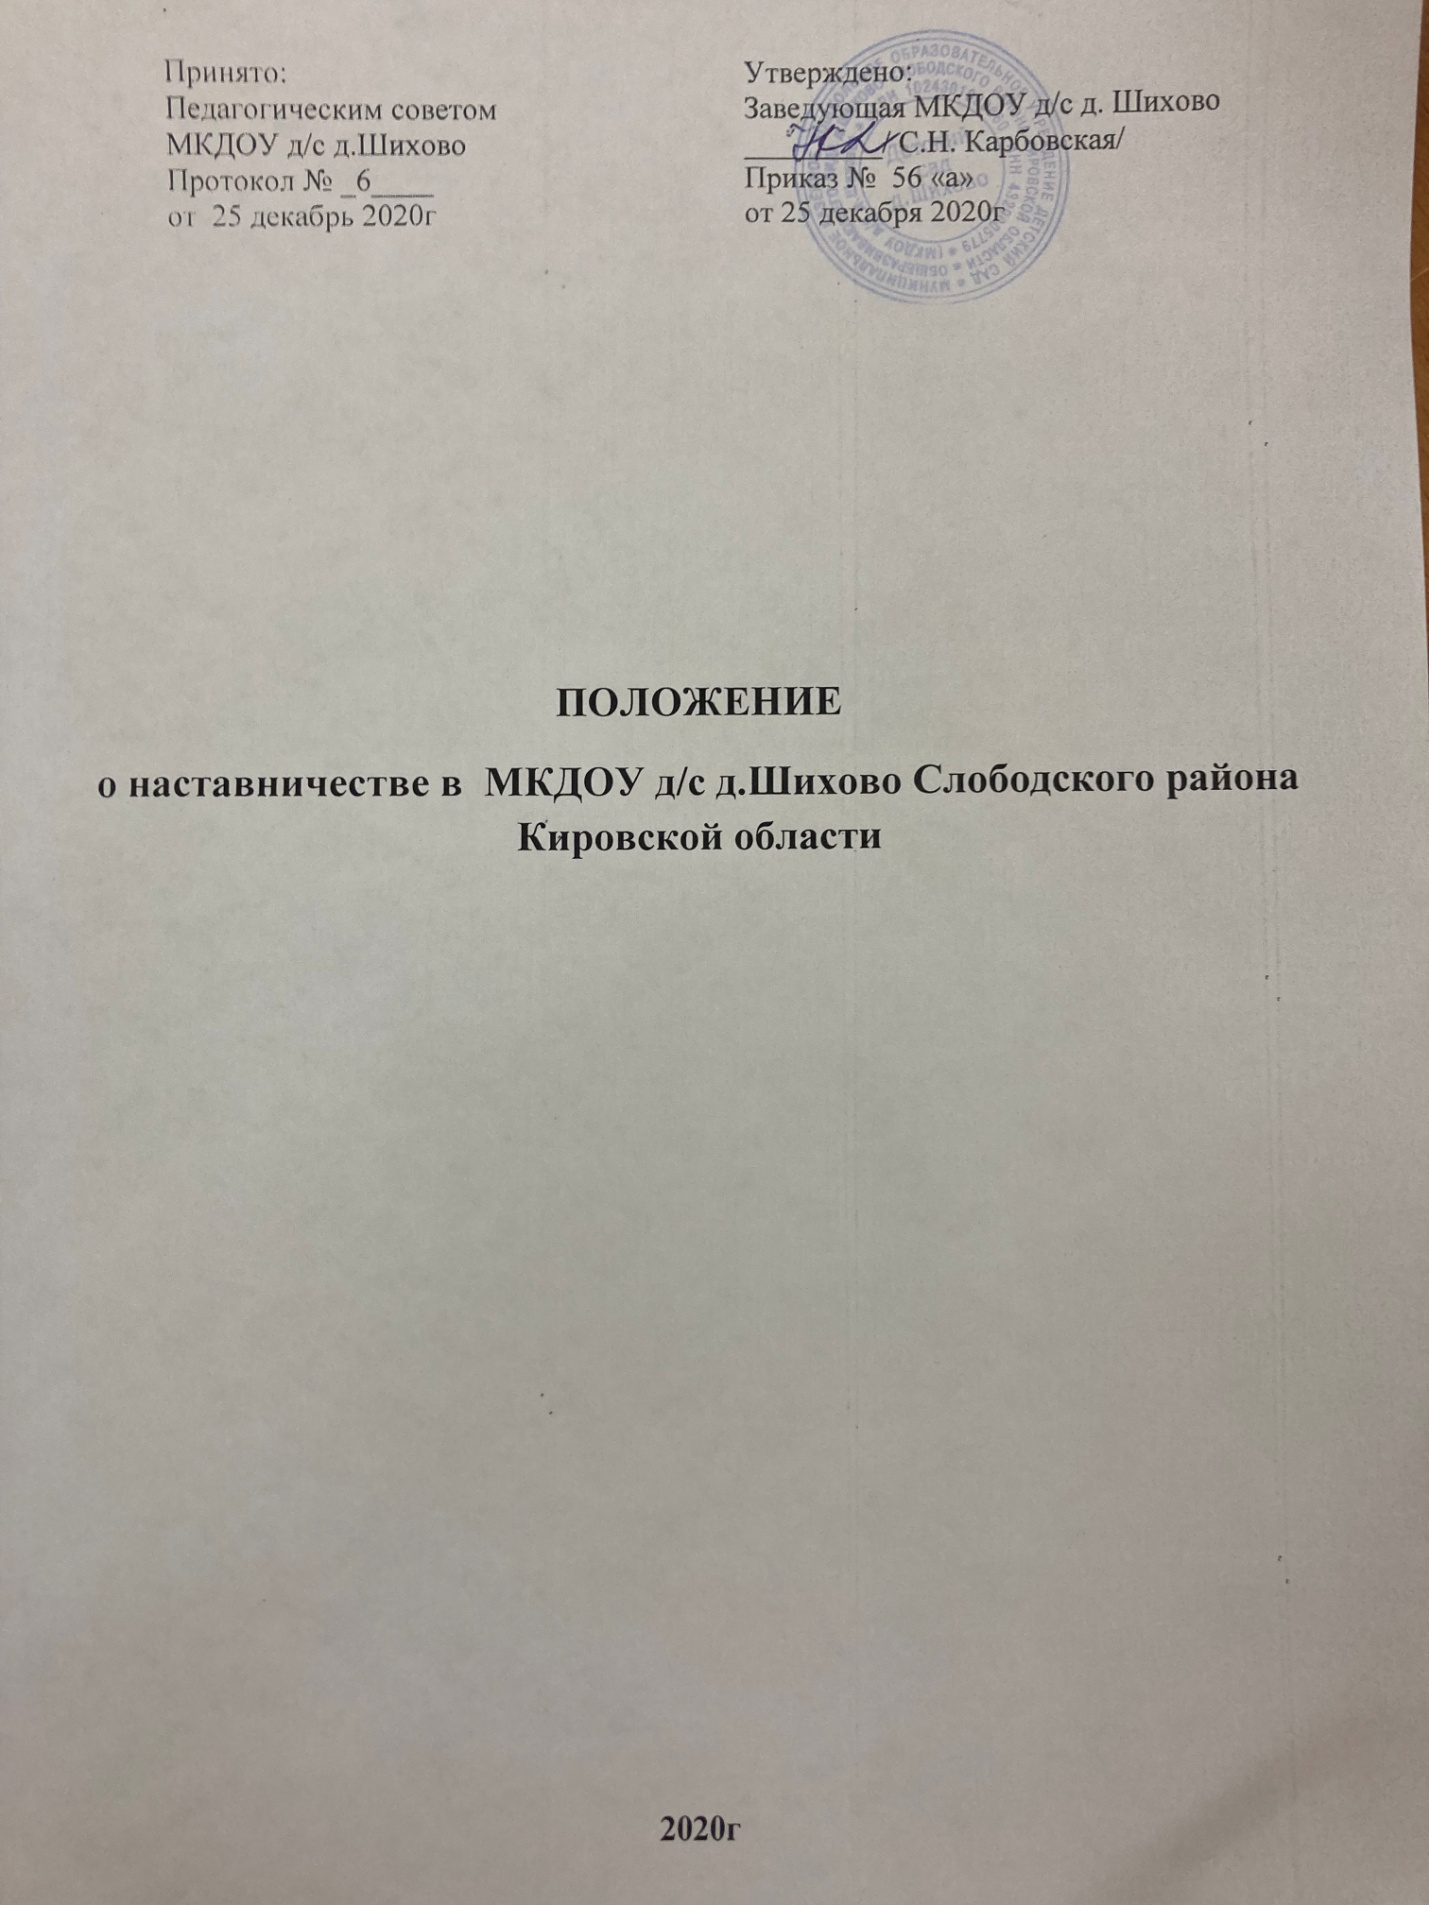 Принято:
Педагогическим советом
МКДОУ д/с д.Шихово
Протокол № _6____
от 25 декабрь 2020г
Утверждено:
Заведующая МКДОУ д/с д. Шихово
_________/ С.Н. Карбовская/
Приказ № 56 «а»
от 25 декабря 2020г
ПОЛОЖЕНИЕ
о наставничестве в МКДОУ д/с д.Шихово Слободского района
Кировской области
2020г